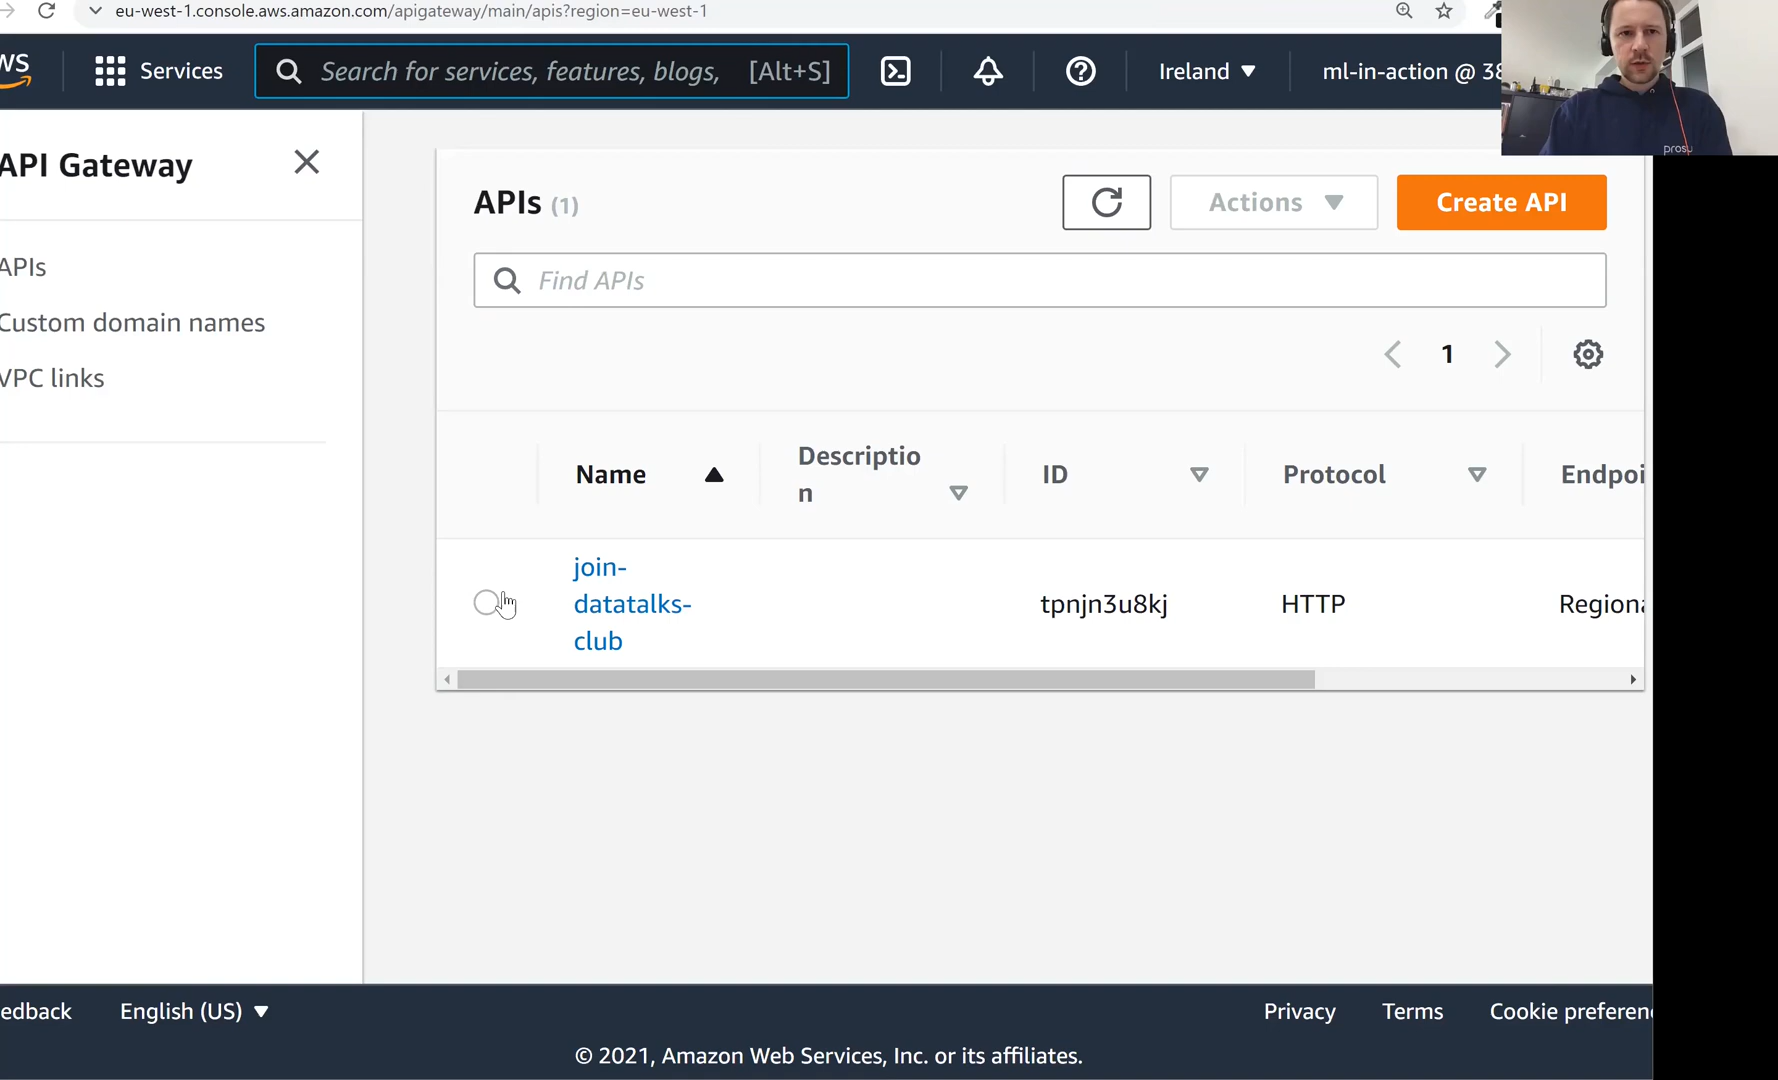 eu-west-1.console.aws.amazon.com/apigateway/main/apis?region=eu-west-1
Services
Search for services, features, blogs, [Alt+S]
Ireland
ml-in-action @ 38
API Gateway
APIs (1)
Actions
Create API
Find APIs
APIs
Custom domain names
VPC links
1
Name
Descriptio
n
ID
Protocol
Endpoi
join-
datatalks-
club
tpnjn3u8kj
HTTP
Regiona
edback
English (US)
Privacy
Terms
Cookie preferen
© 2021, Amazon Web Services, Inc. or its affiliates.